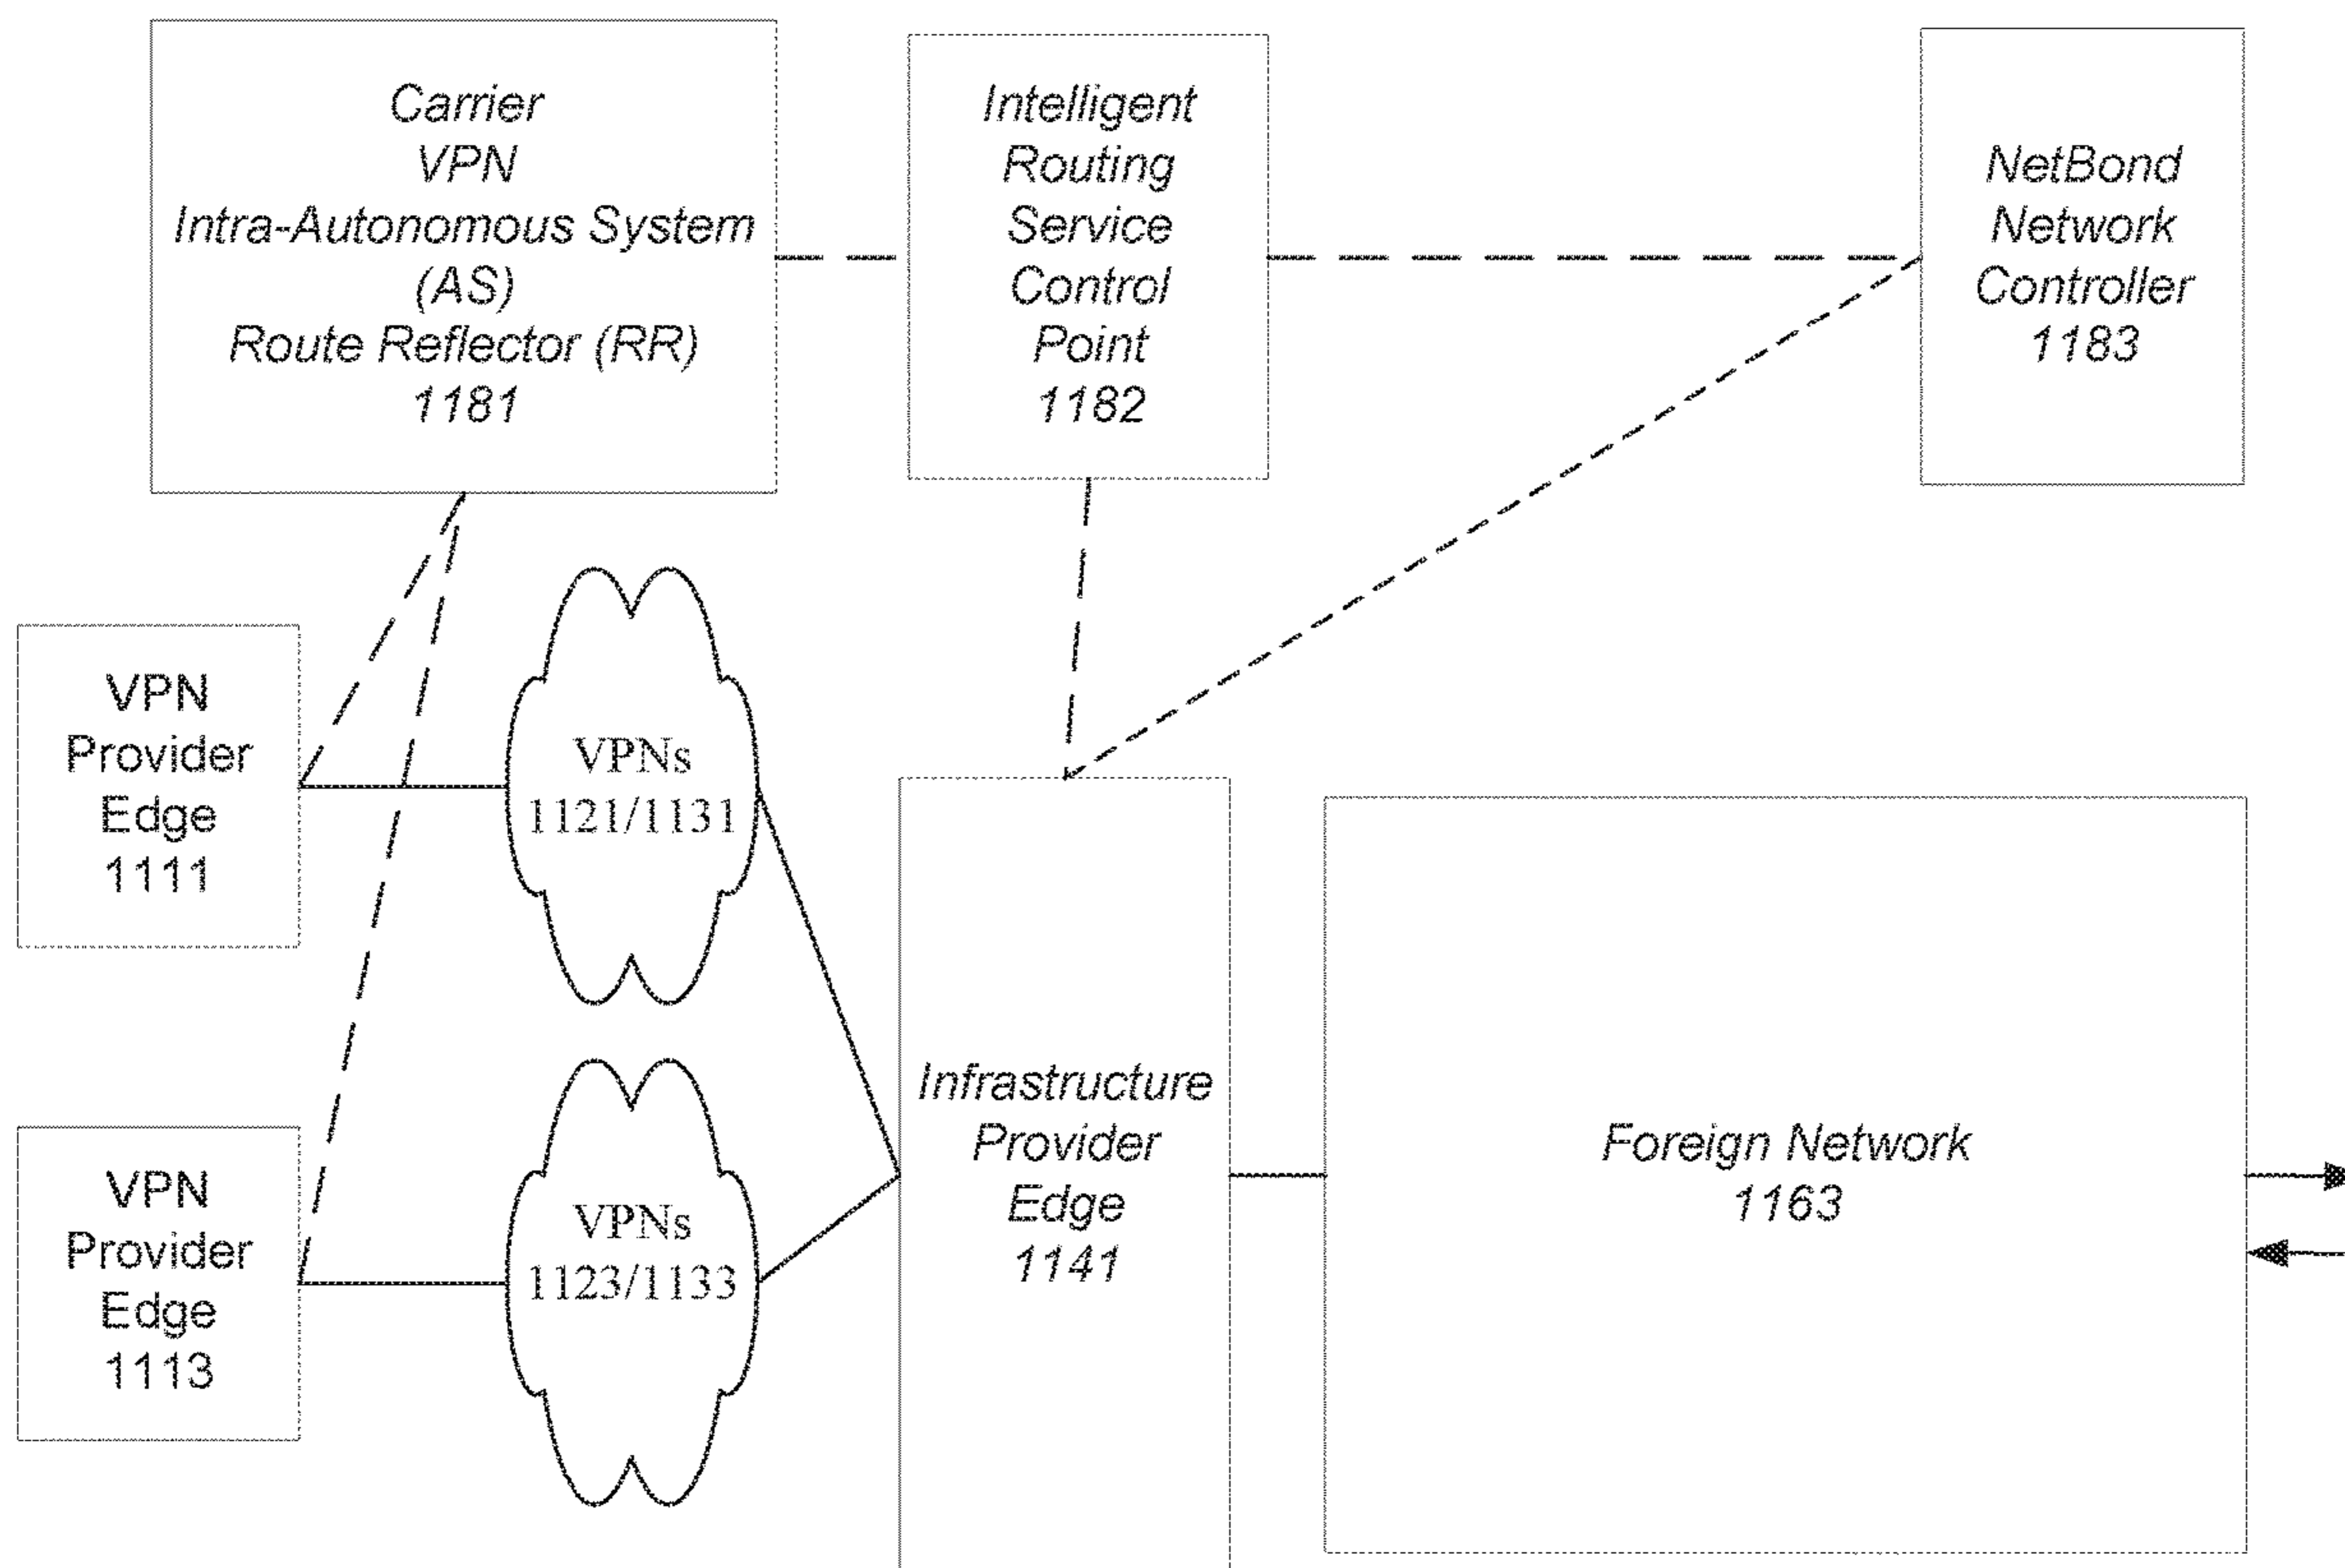 Carrier
VPN
Intra-Autonomous System
(AS)
Route Reflector (RR)
1181
Intelligent
Routing
Service
Control
Point
1182
NetBond
Network
Controller
1183
VPN
Provider
Edge
1111
VPNs
1121/1131
VPN
Provider
Edge
1113
VPNs
1123/1133
Infrastructure
Provider
Edge
1141
Foreign Network
1163